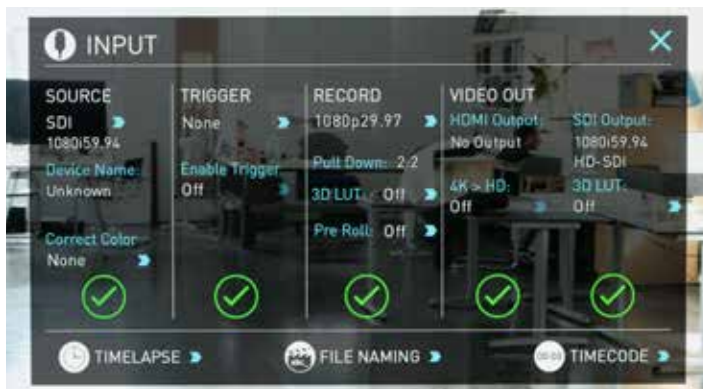 INPUT
SOURCE
SDI
1080i59.94
Device Name:
Unknown
Correct Color
None
TRIGGER
None
Enable Trigger
Off
RECORD
1080p29.97
Pull Down: 2:2
3D LUT: Off
Pre Roll: Off
VIDEO OUT
HDMI Output:
No Output
4K > HD:
Off
SDI Output:
1080i59.94
HD-SDI
3D LUT:
Off
TIMELAPSE
FILE NAMING
TIMECODE